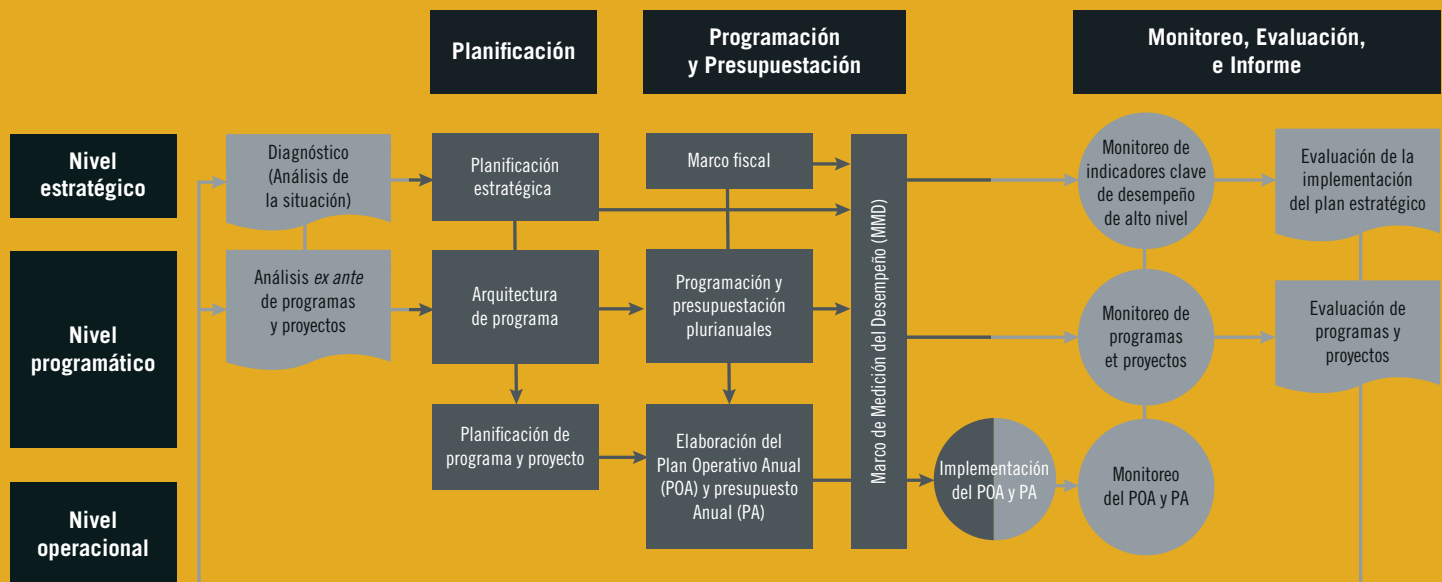 Planificación
Programación
y Presupuestación
Monitoreo, Evaluación,
e Informe
Nivel
estratégico
Diagnóstico
(Análisis de
la situación)
Planificación
estratégica
Marco fiscal
Marco de Medición del Desempeño (MMD)
Monitoreo de
indicadores clave
de desempeño
de alto nivel
Evaluación de la
implementación
del plan estratégico
Nivel
programático
Análisis ex ante
de programas
y proyectos
Arquitectura
de programa
Programación y
presupuestación
plurianuales
Monitoreo de
programas
et proyectos
Evaluación de
programas y
proyectos
Planificación de
programa y proyecto
Elaboración del
Plan Operativo Anual
(POA) y presupuesto
Anual (PA)
Implementación
del POA y PA
Monitoreo
del POA y PA
Nivel
operacional